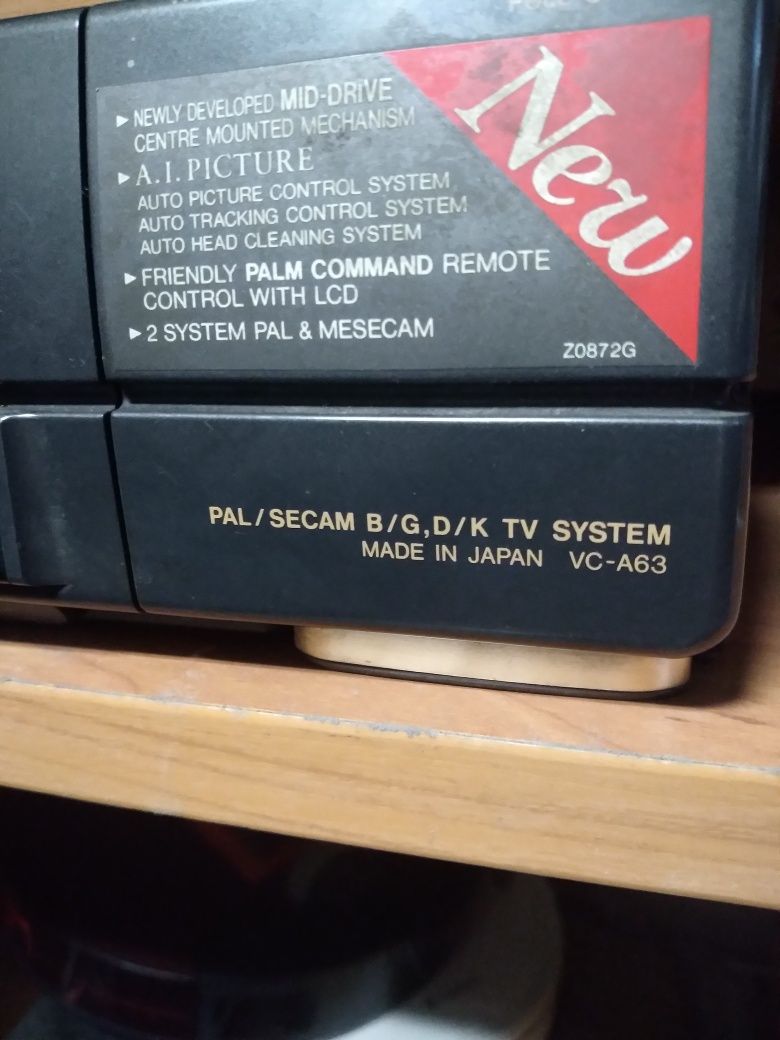 ► NEWLY DEVELOPED MID-DRIVE
CENTRE MOUNTED MECHANISM
► A.I.PICTURE
AUTO PICTURE CONTROL SYSTEM
AUTO TRACKING CONTROL SYSTEM
AUTO HEAD CLEANING SYSTEM
► FRIENDLY PALM COMMAND REMOTE
CONTROL WITH LCD
► 2 SYSTEM PAL & MESECAM
Z0872G
New
PAL/SECAM B/G,D/K TV SYSTEM
MADE IN JAPAN VC-A63